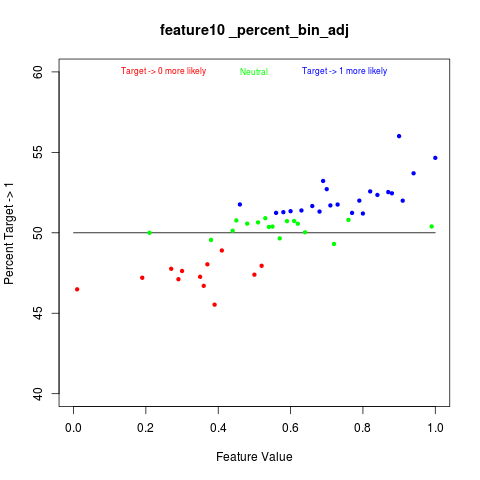 feature10 _percent_bin_adj
Target -> 0 more likely
Neutral
Target -> 1 more likely
Percent Target -> 1
60
55
50
45
40
0.0
0.2
0.4
0.6
0.8
1.0
Feature Value